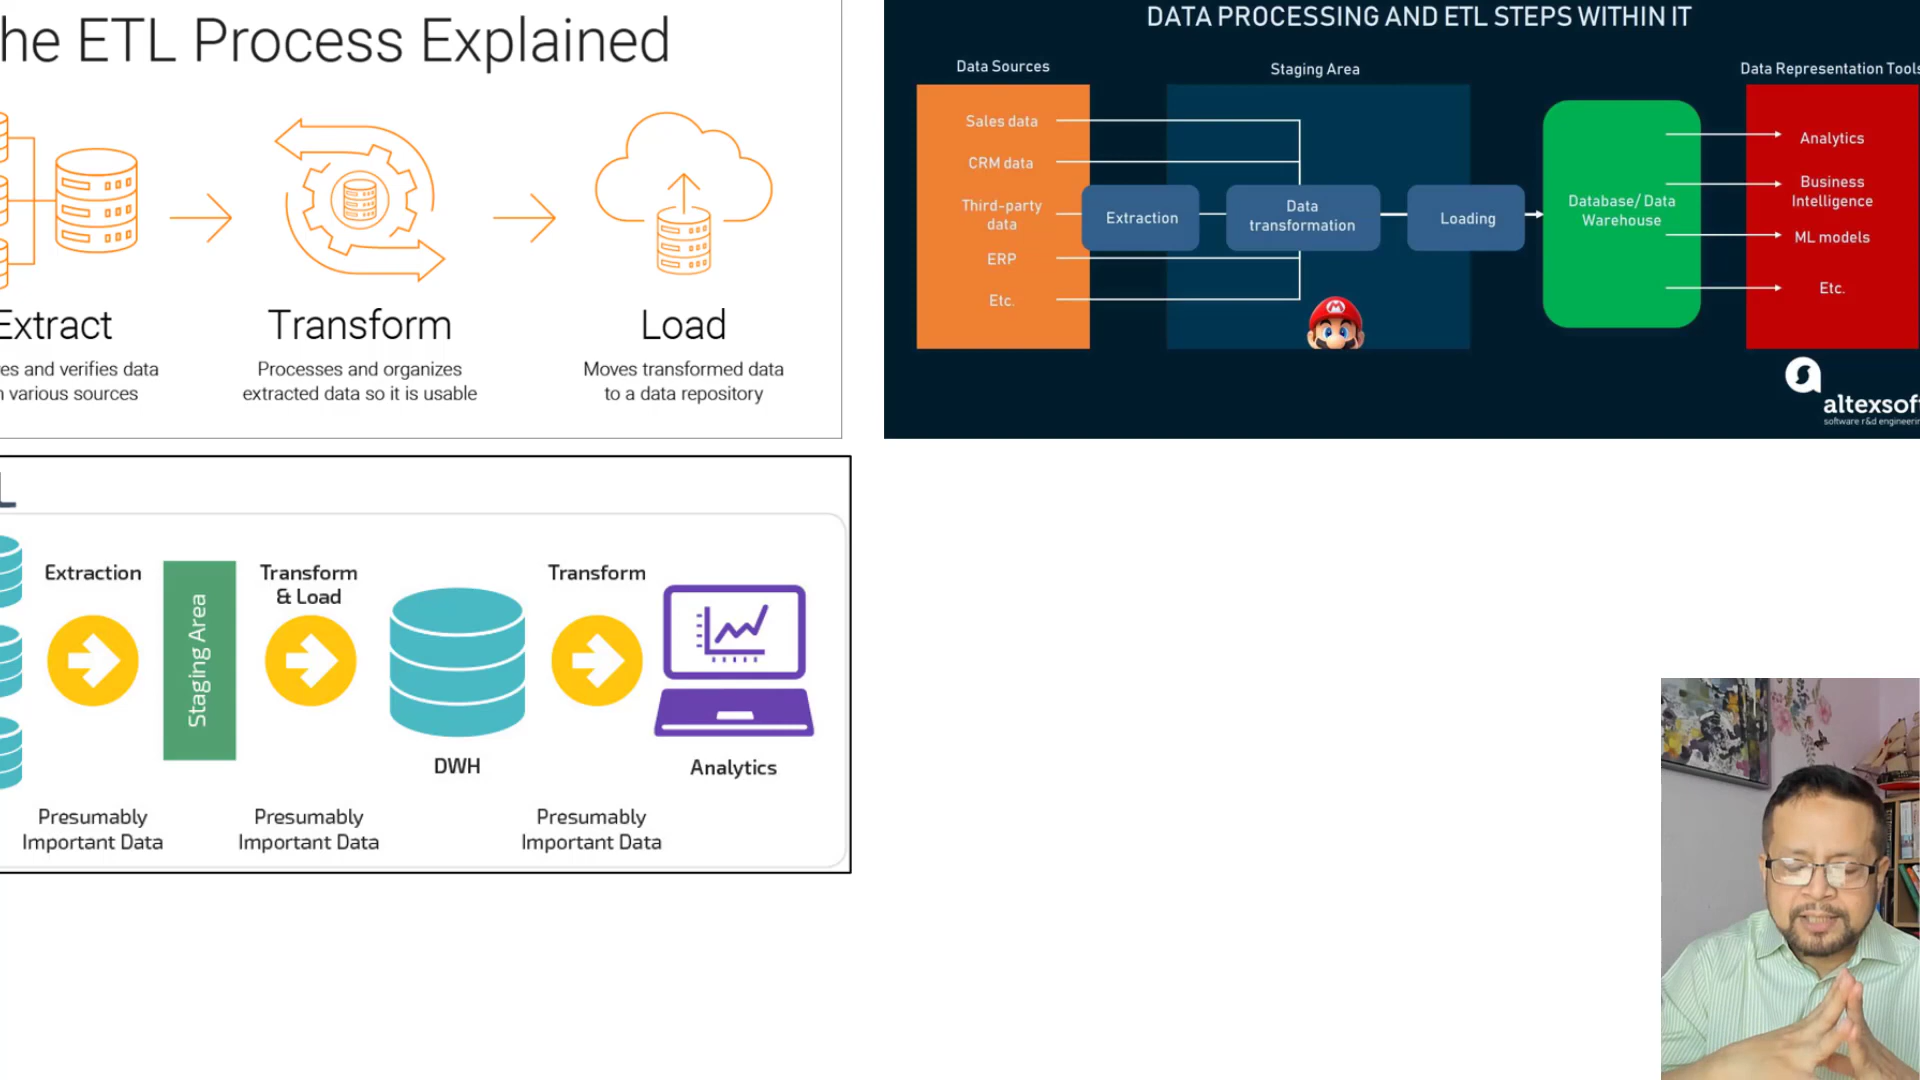 he ETL Process Explained
Extract
Transform
Load
es and verifies data
various sources
Processes and organizes
extracted data so it is usable
Moves transformed data
to a data repository
DATA PROCESSING AND ETL STEPS WITHIN IT
Data Sources
Staging Area
Data Representation Tools
Sales data
CRM data
Third-party
data
ERP
Etc.
Extraction
Data
transformation
Loading
Database/ Data
Warehouse
Analytics
Business
Intelligence
ML models
Etc.
altexsoft
software r&d engineerin
L
Extraction
Staging Area
Transform
& Load
DWH
Transform
Analytics
Presumably
Important Data
Presumably
Important Data
Presumably
Important Data